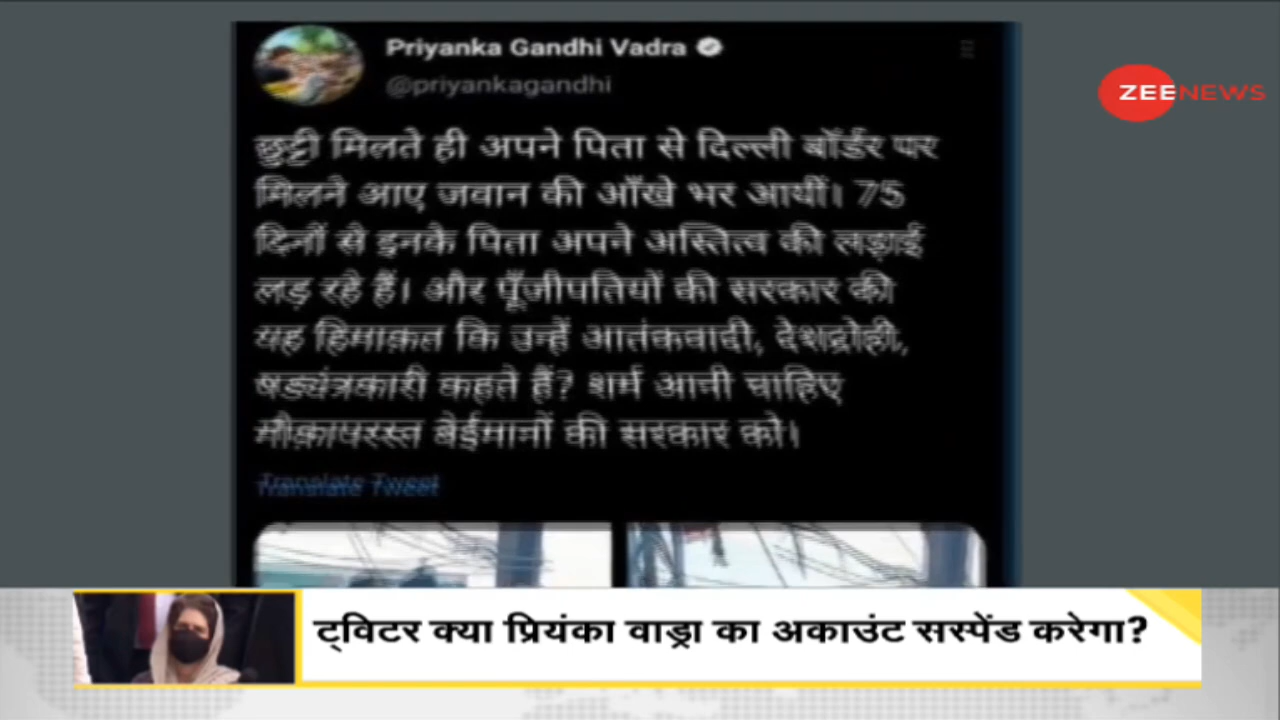 Priyanka Gandhi Vadra
@priyankagandhi
ZEE NEWS
छुट्टी मिलते ही अपने पिता से दिल्ली बॉर्डर पर
मिलने आए जवान की आँखे भर आयीं। 75
दिनों से इनके पिता अपने अस्तित्व की लड़ाई
लड़ रहे हैं। और पूँजीपतियों की सरकार की
यह हिमाक़त कि उन्हें आतंकवादी, देशद्रोही,
षड्यंत्रकारी कहते हैं? शर्म आनी चाहिए
मौक़ापरस्त बेईमानों की सरकार को।
Translate Tweet
ट्विटर क्या प्रियंका वाड्रा का अकाउंट सस्पेंड करेगा?